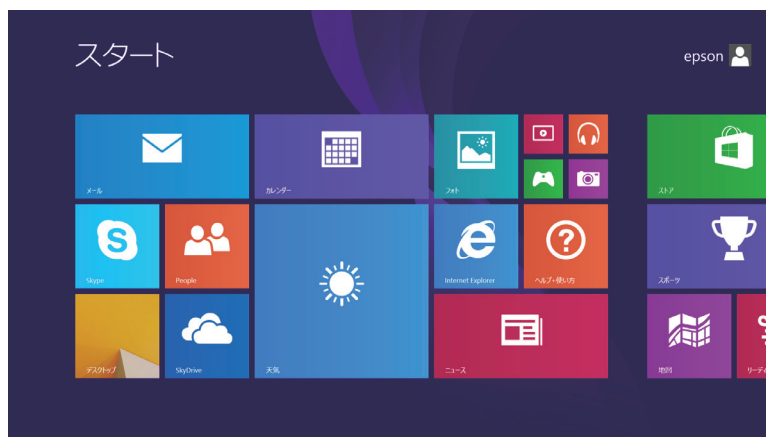 スタート
epson
メール
カレンダー
フォト
ストア
Skype
People
天気
Internet Explorer
ヘルプ+使い方
スポーツ
デスクトップ
SkyDrive
ニュース
地図
リーディ